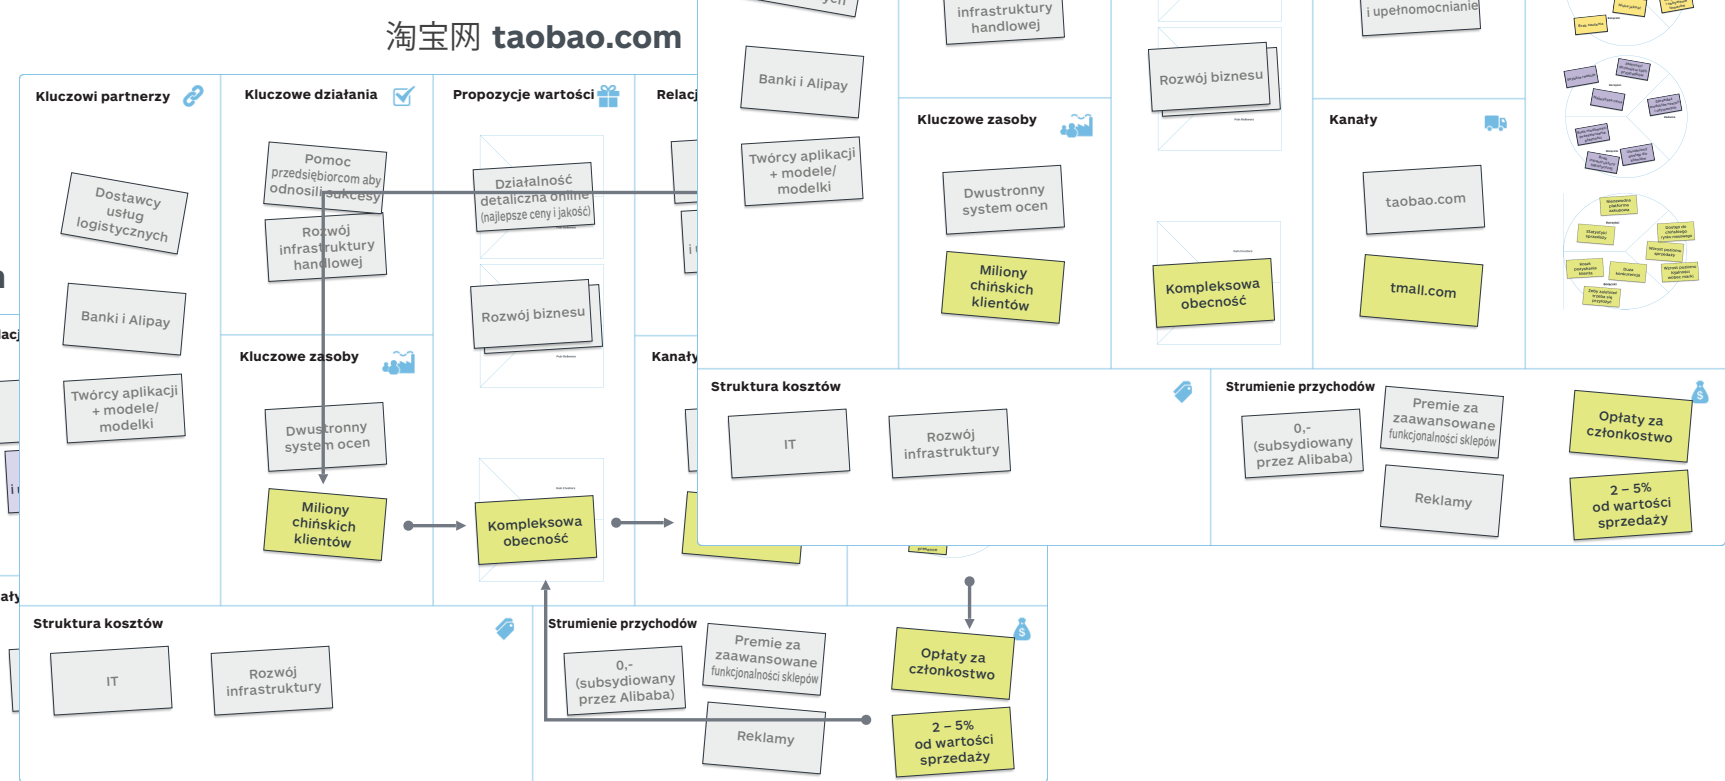 淘宝网 taobao.com
Kluczowi partnerzy
Dostawcy
usług
logistycznych
Banki i Alipay
Twórcy aplikacji
+ modele/
modelki
Kluczowe działania
Pomoc
przedsiębiorcom aby
odnosili sukcesy
Rozwój
infrastruktury
handlowej
Kluczowe zasoby
Dwustronny
system ocen
Miliony
chińskich
klientów
Propozycje wartości
Działalność
detaliczna online
(najlepsze ceny i jakość)
Rozwój biznesu
Kompleksowa
obecność
Relacj
Kanały
Struktura kosztów
IT
Rozwój
infrastruktury
Strumienie przychodów
0,-
(subsydiowany
przez Alibaba)
Premie za
zaawansowane
funkcjonalności sklepów
Reklamy
Opłaty za
członkostwo
2 – 5%
od wartości
sprzedaży
Banki i Alipay
Twórcy aplikacji
+ modele/
modelki
infrastruktury
handlowej
Kluczowe zasoby
Dwustronny
system ocen
Miliony
chińskich
klientów
Rozwój biznesu
Kompleksowa
obecność
i upełnomocnianie
Kanały
taobao.com
tmall.com
Struktura kosztów
IT
Rozwój
infrastruktury
Strumienie przychodów
0,-
(subsydiowany
przez Alibaba)
Premie za
zaawansowane
funkcjonalności sklepów
Reklamy
Opłaty za
członkostwo
2 – 5%
od wartości
sprzedaży